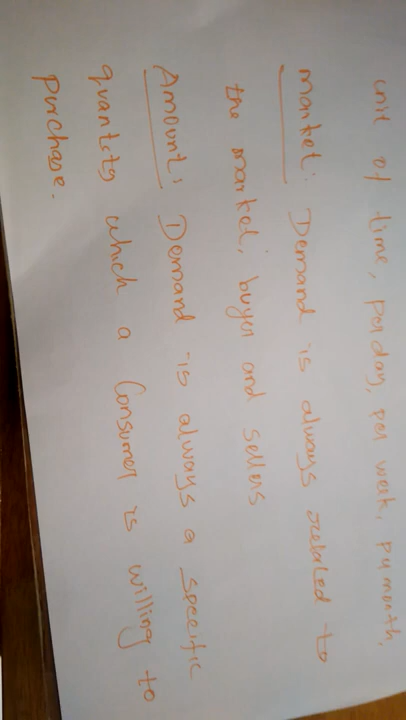 unit of time, per day, per week, per month.
market: Demand is always related to
the market, buyer and sellers
Amount: Demand is always a specific
quantity which a Consumer is willing to
purchase.